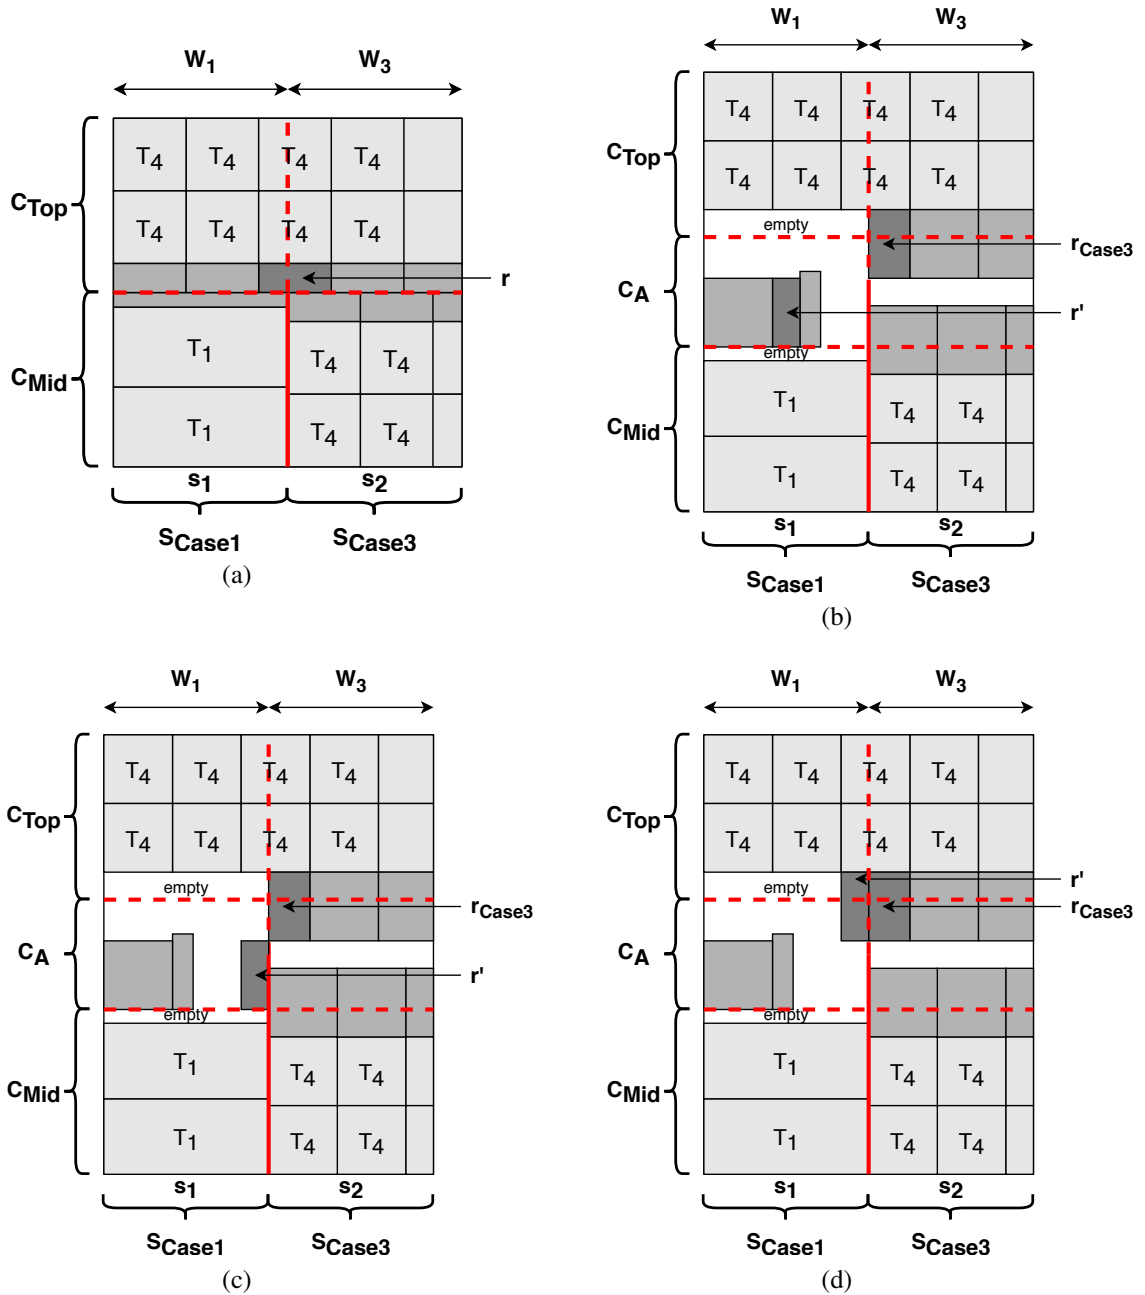 W1 W3
T4 T4 T4 T4
CTop
T4 T4 T4 T4
r
T1 T4 T4
CMid
T1 T4 T4
s1 s2
SCase1 SCase3
(a)
W1 W3
T4 T4 T4 T4
CTop
T4 T4 T4 T4
empty
rCase3
CA
r'
empty
T1 T4 T4
CMid
T1 T4 T4
s1 s2
SCase1 SCase3
(b)
W1 W3
T4 T4 T4 T4
CTop
T4 T4 T4 T4
empty
rCase3
CA
r'
empty
T1 T4 T4
CMid
T1 T4 T4
s1 s2
SCase1 SCase3
(c)
W1 W3
T4 T4 T4 T4
CTop
T4 T4 T4 T4
r'
empty
rCase3
CA
empty
T1 T4 T4
CMid
T1 T4 T4
s1 s2
SCase1 SCase3
(d)